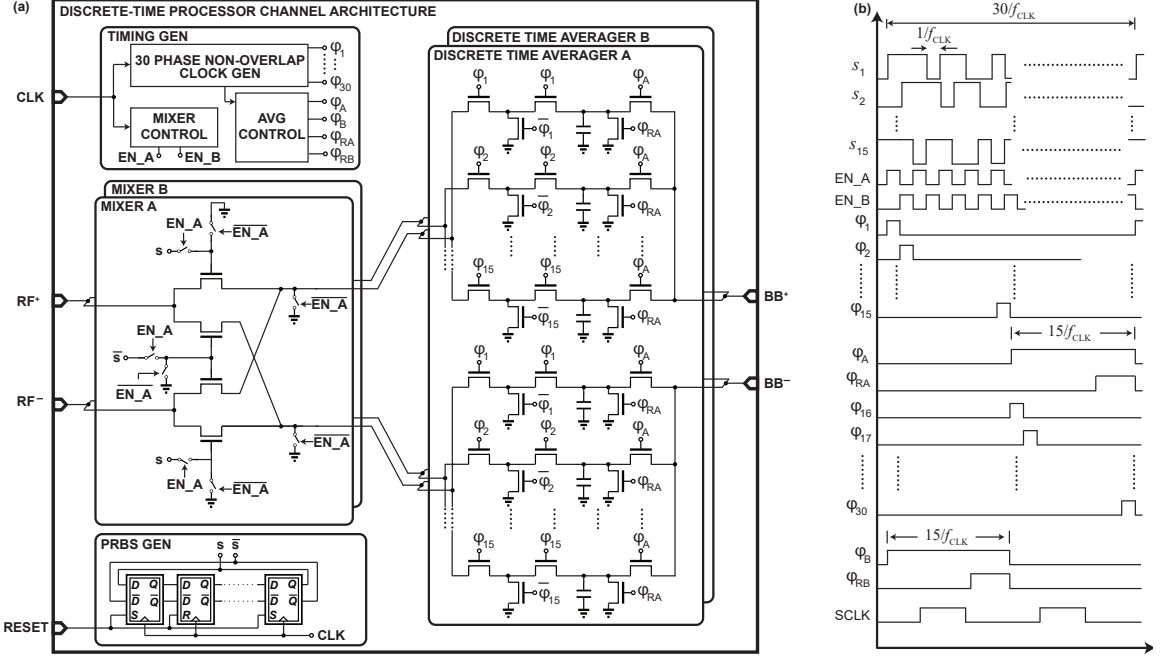 (a)
DISCRETE-TIME PROCESSOR CHANNEL ARCHITECTURE
TIMING GEN
30 PHASE NON-OVERLAP
CLOCK GEN
φ1
φ30
CLK
MIXER
CONTROL
EN_A
EN_B
AVG
CONTROL
φA
φB
φRA
φRB
MIXER B
MIXER A
EN_A
EN_A
s
RF+
EN_A
EN_A
s
EN_A
RF−
EN_A
s
EN_A
EN_A
PRBS GEN
s s
D Q
D Q
S
D Q
D Q
R
D Q
D Q
S
RESET
CLK
DISCRETE TIME AVERAGER B
DISCRETE TIME AVERAGER A
φ1 φ1 φA
φ1 φRA
φ2 φ2 φA
φ2 φRA
φ15 φ15 φA
φ15 φRA
BB+
φ1 φ1 φA
φ1 φRA
BB−
φ2 φ2 φA
φ2 φRA
φ15 φ15 φA
φ15 φRA
(b)
30/fCLK
1/fCLK
s1
s2
s15
EN_A
EN_B
φ1
φ2
φ15
15/fCLK
φA
φRA
φ16
φ17
φ30
15/fCLK
φB
φRB
SCLK